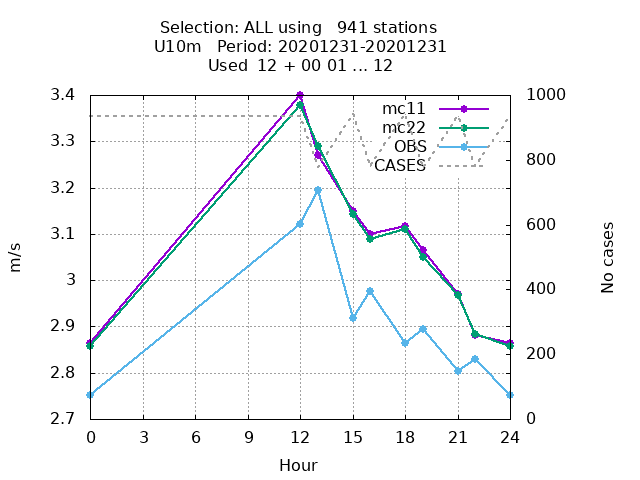 Selection: ALL using   941 stations
U10m   Period: 20201231-20201231
Used  12 + 00 01 ... 12
3.4
3.3
3.2
3.1
3
2.9
2.8
2.7
1000
800
600
400
200
0
mc11
mc22
OBS
CASES
m/s
No cases
0 3 6 9 12 15 18 21 24
Hour